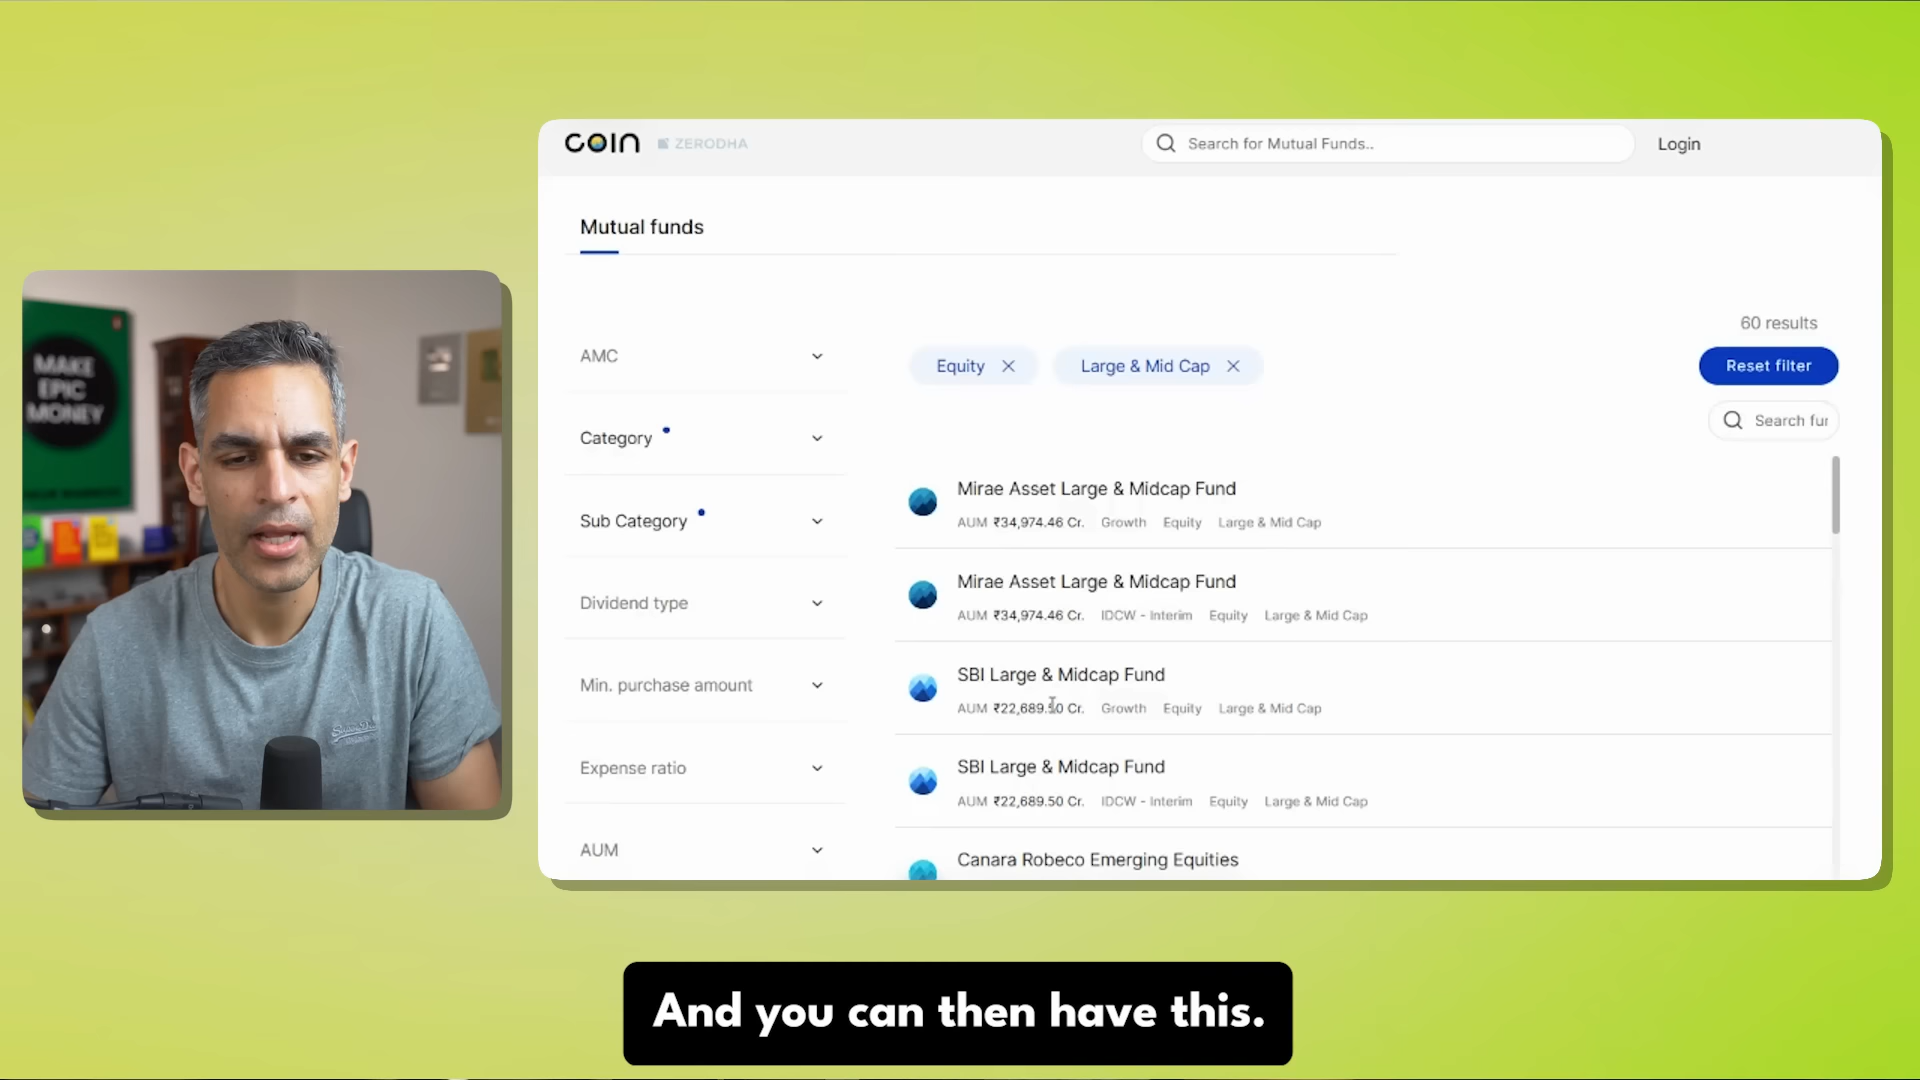 COIN ZERODHA
Search for Mutual Funds..
Login
Mutual funds
60 results
AMC
Equity
Large & Mid Cap
Reset filter
Search fur
Category
Sub Category
Dividend type
Min. purchase amount
Expense ratio
AUM
Mirae Asset Large & Midcap Fund
AUM ₹34,974.46 Cr. Growth Equity Large & Mid Cap
Mirae Asset Large & Midcap Fund
AUM ₹34,974.46 Cr. IDCW - Interim Equity Large & Mid Cap
SBI Large & Midcap Fund
AUM ₹22,689.50 Cr. Growth Equity Large & Mid Cap
SBI Large & Midcap Fund
AUM ₹22,689.50 Cr. IDCW - Interim Equity Large & Mid Cap
Canara Robeco Emerging Equities
MAKE
EPIC
MONEY
And you can then have this.